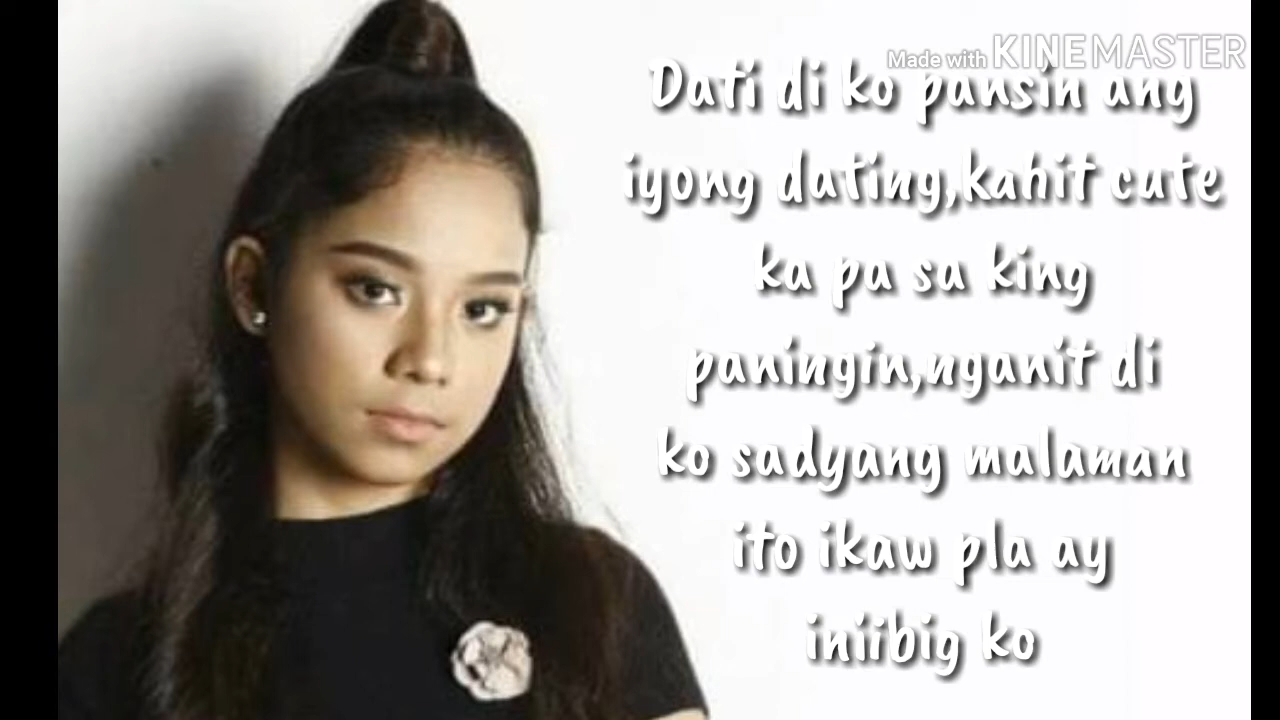 Made with KINEMASTER
Dati di ko pansin ang
iyong dating,kahit cute
ka pa sa king
paningin,nganit di
ko sadyang malaman
ito ikaw pla ay
iniibig ko